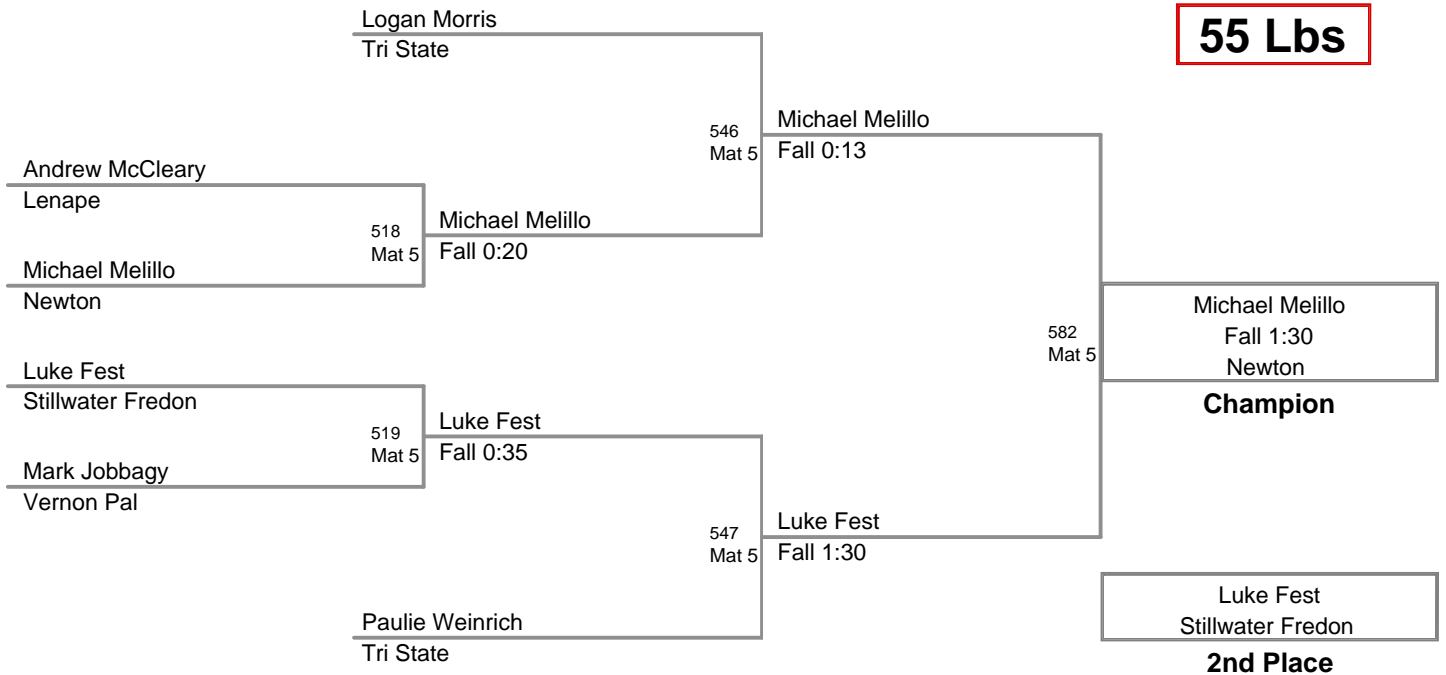 Logan Morris
Tri State
55 Lbs
546
Mat 5
Michael Melillo
Fall 0:13
Andrew McCleary
Lenape
518
Mat 5
Michael Melillo
Fall 0:20
Michael Melillo
Newton
582
Mat 5
Michael Melillo
Fall 1:30
Newton
Champion
Luke Fest
Stillwater Fredon
519
Mat 5
Luke Fest
Fall 0:35
Mark Jobbagy
Vernon Pal
547
Mat 5
Luke Fest
Fall 1:30
Paulie Weinrich
Tri State
Luke Fest
Stillwater Fredon
2nd Place